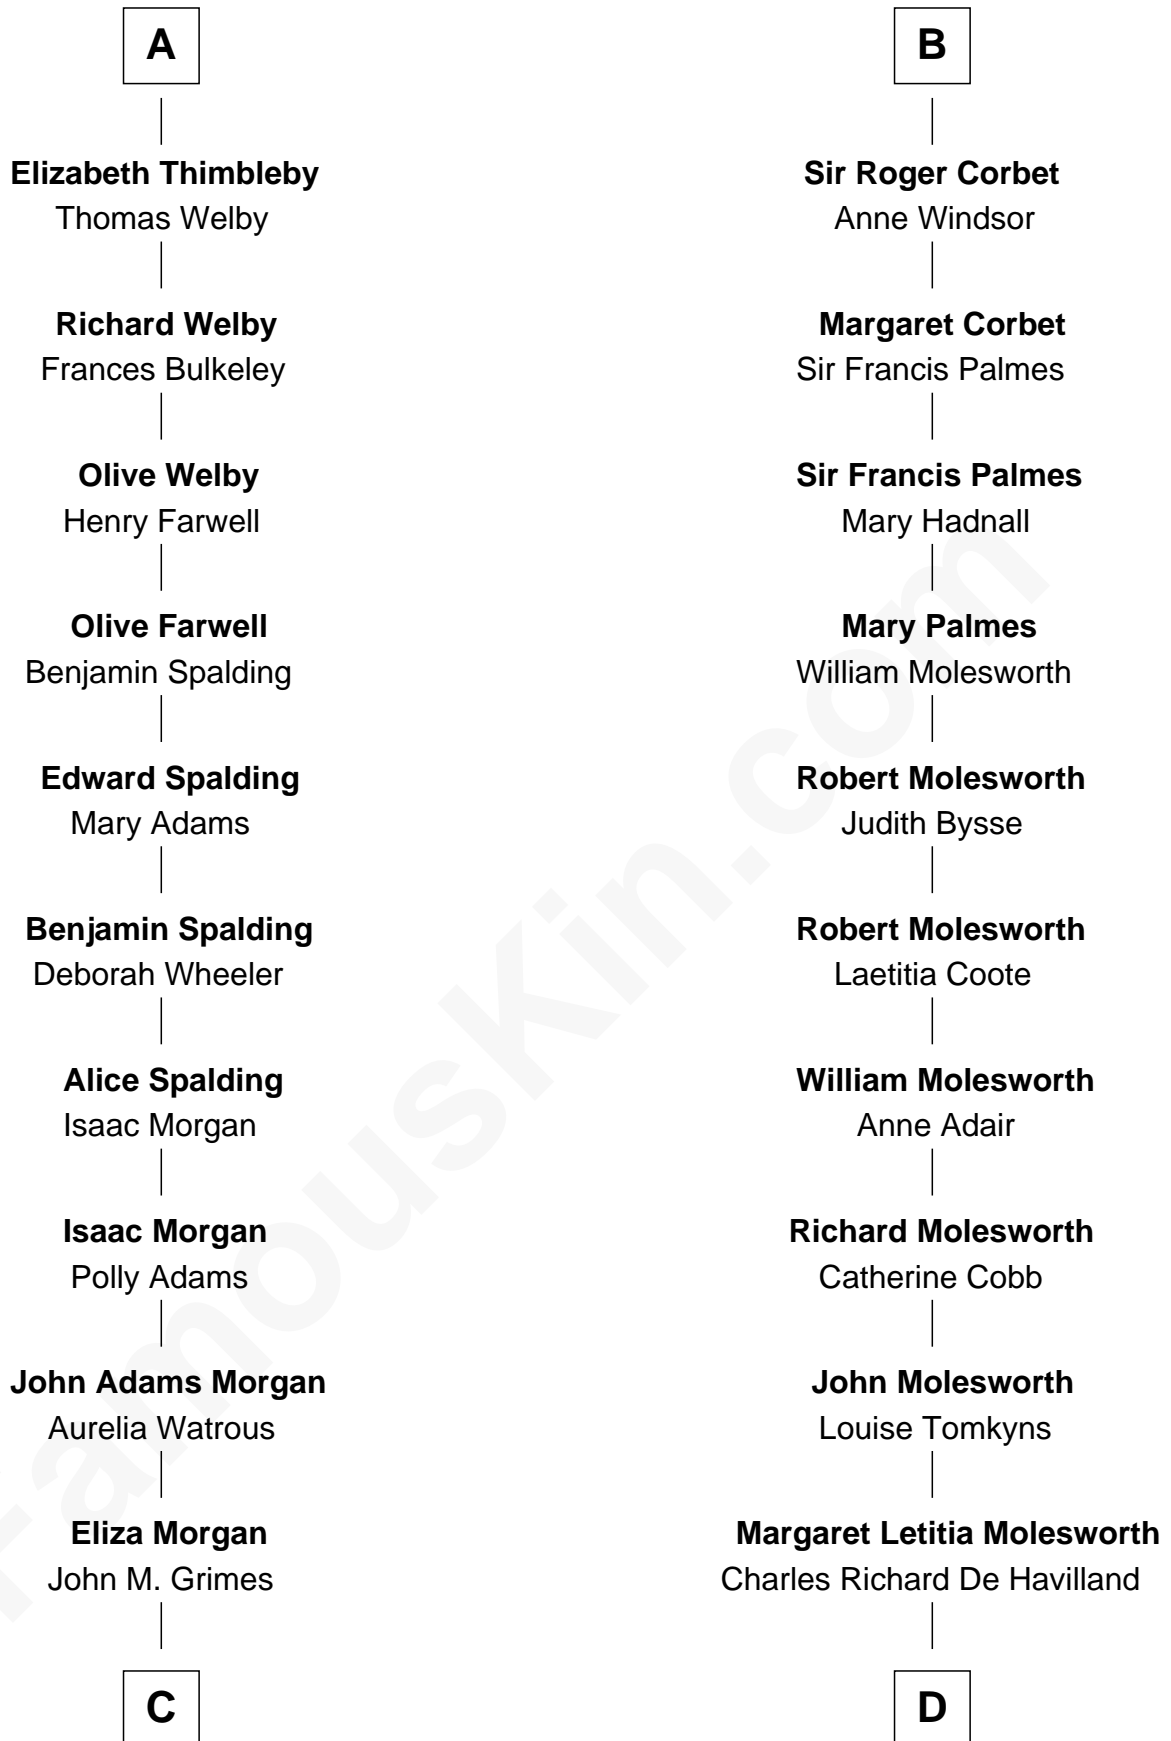 A
Elizabeth Thimbleby
Thomas Welby
Richard Welby
Frances Bulkeley
Olive Welby
Henry Farwell
Olive Farwell
Benjamin Spalding
Edward Spalding
Mary Adams
Benjamin Spalding
Deborah Wheeler
Alice Spalding
Isaac Morgan
Isaac Morgan
Polly Adams
John Adams Morgan
Aurelia Watrous
Eliza Morgan
John M. Grimes
C
B
Sir Roger Corbet
Anne Windsor
Margaret Corbet
Sir Francis Palmes
Sir Francis Palmes
Mary Hadnall
Mary Palmes
William Molesworth
Robert Molesworth
Judith Bysse
Robert Molesworth
Laetitia Coote
William Molesworth
Anne Adair
Richard Molesworth
Catherine Cobb
John Molesworth
Louise Tomkyns
Margaret Letitia Molesworth
Charles Richard De Havilland
D
FamousKin.com